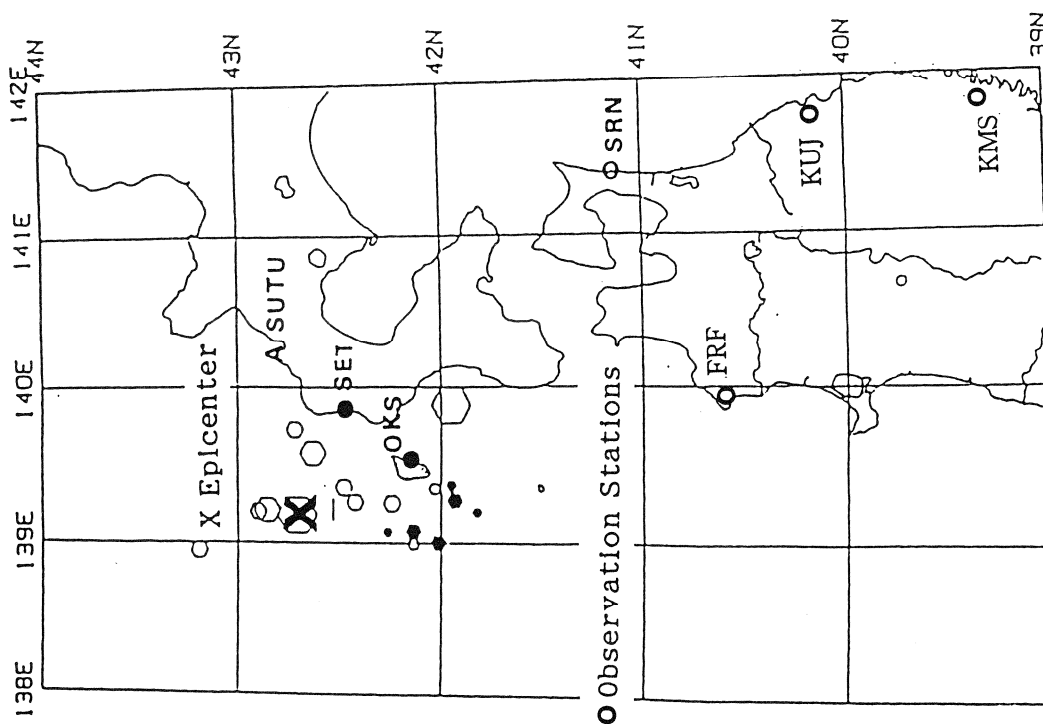 142E
141E
140E
139E
138E
44N
43N
42N
41N
40N
39N
X Epicenter
SUTU
SET
OKS
SRN
FRF
KUJ
KMS
O Observation Stations